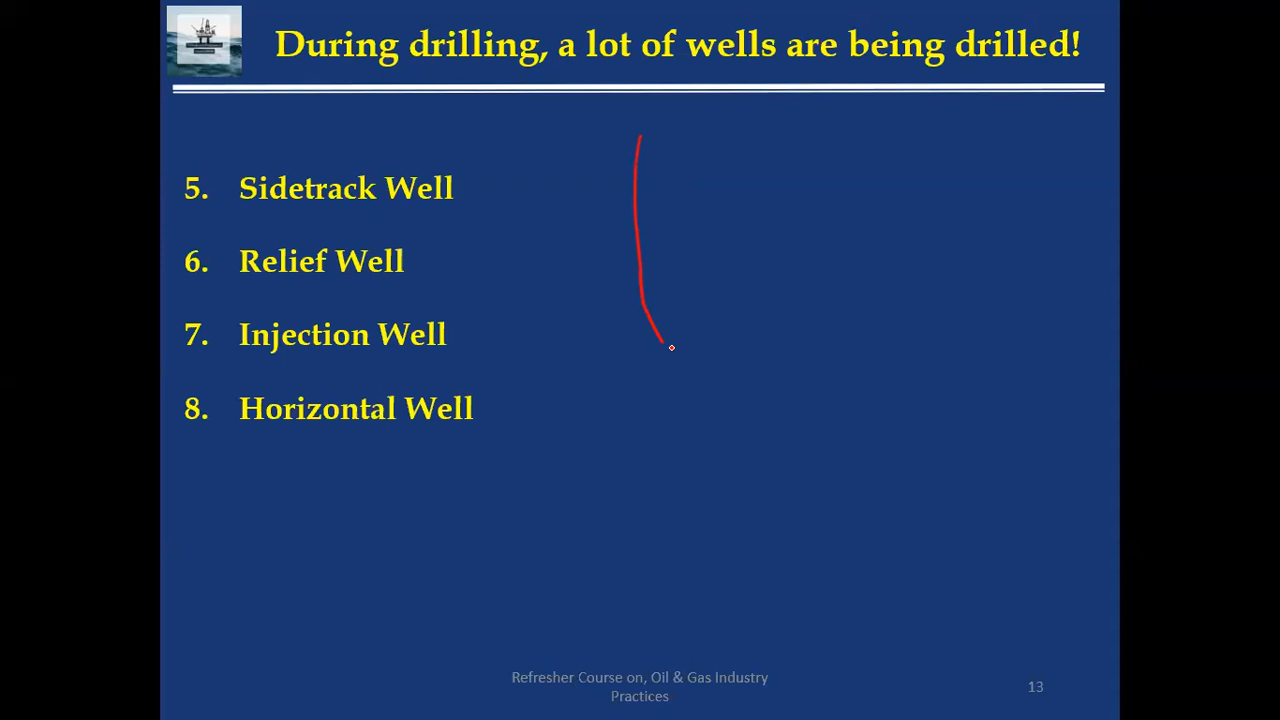 During drilling, a lot of wells are being drilled!
5. Sidetrack Well
6. Relief Well
7. Injection Well
8. Horizontal Well
Refresher Course on, Oil & Gas Industry
Practices
13